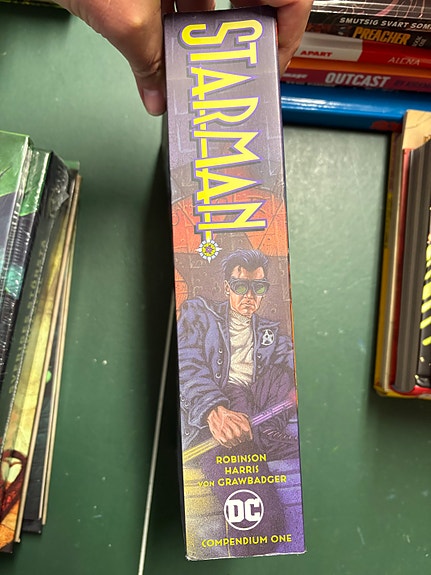 STARMAN
ROBINSON
HARRIS
VON GRAWBADGER
DC
COMPENDIUM ONE
SMUTSIG SVART SOM
PREACHER
APART
OUTCAST